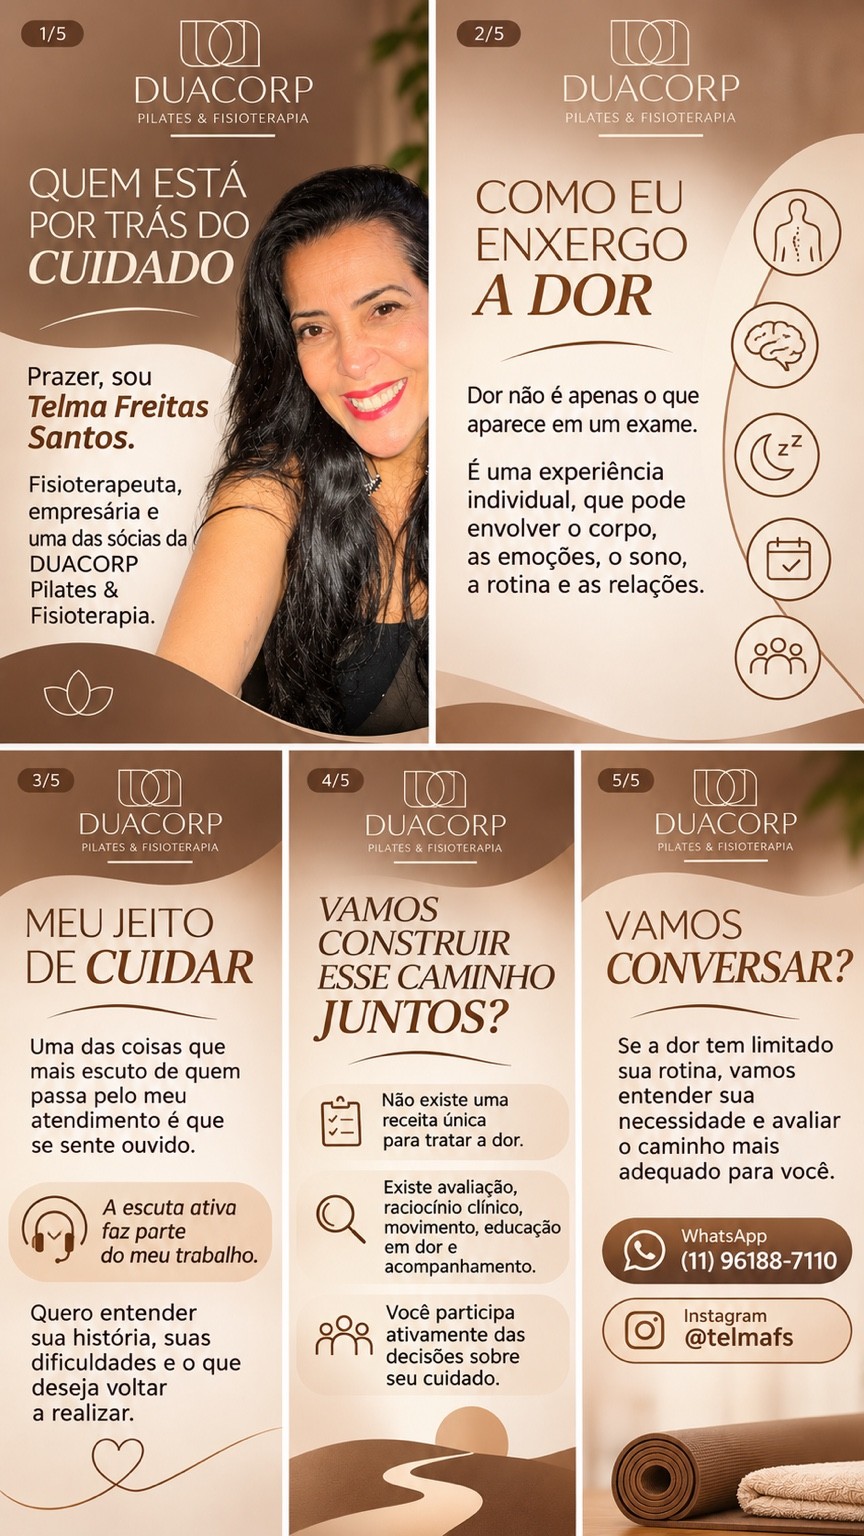 1/5
DUACORP
PILATES & FISIOTERAPIA
QUEM ESTÁ
POR TRÁS DO
CUIDADO
Prazer, sou
Telma Freitas
Santos.
Fisioterapeuta,
empresária e
uma das sócias da
DUACORP
Pilates &
Fisioterapia.
2/5
DUACORP
PILATES & FISIOTERAPIA
COMO EU
ENXERGO
A DOR
Dor não é apenas o que
aparece em um exame.
É uma experiência
individual, que pode
envolver o corpo,
as emoções, o sono,
a rotina e as relações.
zz
3/5
DUACORP
PILATES & FISIOTERAPIA
MEU JEITO
DE CUIDAR
Uma das coisas que
mais escuto de quem
passa pelo meu
atendimento é que
se sente ouvido.
A escuta ativa
faz parte
do meu trabalho.
Quero entender
sua história, suas
dificuldades e o que
deseja voltar
a realizar.
4/5
DUACORP
PILATES & FISIOTERAPIA
VAMOS
CONSTRUIR
ESSE CAMINHO
JUNTOS?
Não existe uma
receita única
para tratar a dor.
Existe avaliação,
raciocínio clínico,
movimento, educação
em dor e
acompanhamento.
Você participa
ativamente das
decisões sobre
seu cuidado.
5/5
DUACORP
PILATES & FISIOTERAPIA
VAMOS
CONVERSAR?
Se a dor tem limitado
sua rotina, vamos
entender sua
necessidade e avaliar
o caminho mais
adequado para você.
WhatsApp
(11) 96188-7110
Instagram
@telmafs